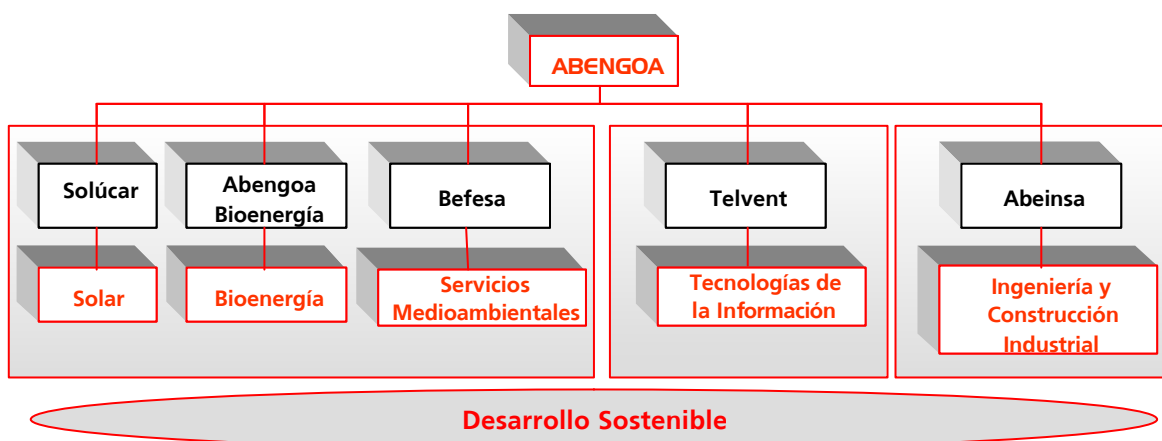 ABENGOA
Solúcar
Abengoa
Bioenergía
Befesa
Telvent
Abeinsa
Solar
Bioenergía
Servicios
Medioambientales
Tecnologías de
la Información
Ingeniería y
Construcción
Industrial
Desarrollo Sostenible